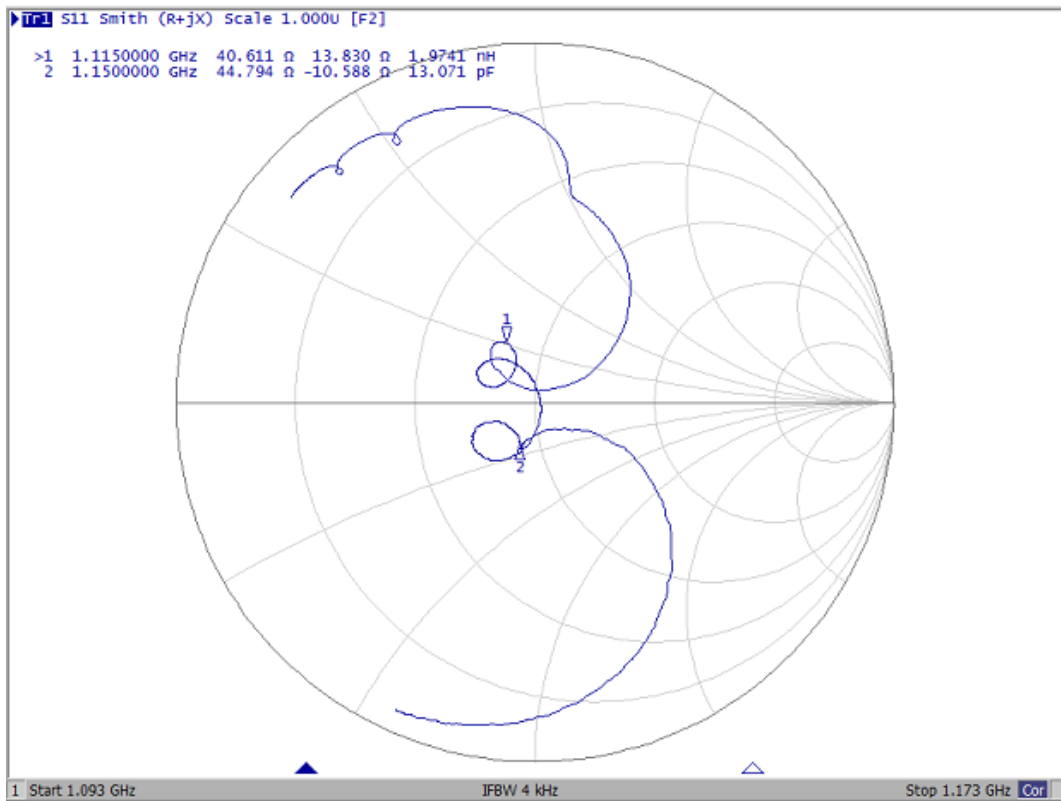 Tr1 S11 Smith (R+jX) Scale 1.000U [F2]
>1 1.1150000 GHz 40.611 Ω 13.830 Ω 1.9741 nH
2 1.1500000 GHz 44.794 Ω -10.588 Ω 13.071 pF
1
2
1 Start 1.093 GHz IFBW 4 kHz Stop 1.173 GHz Cor